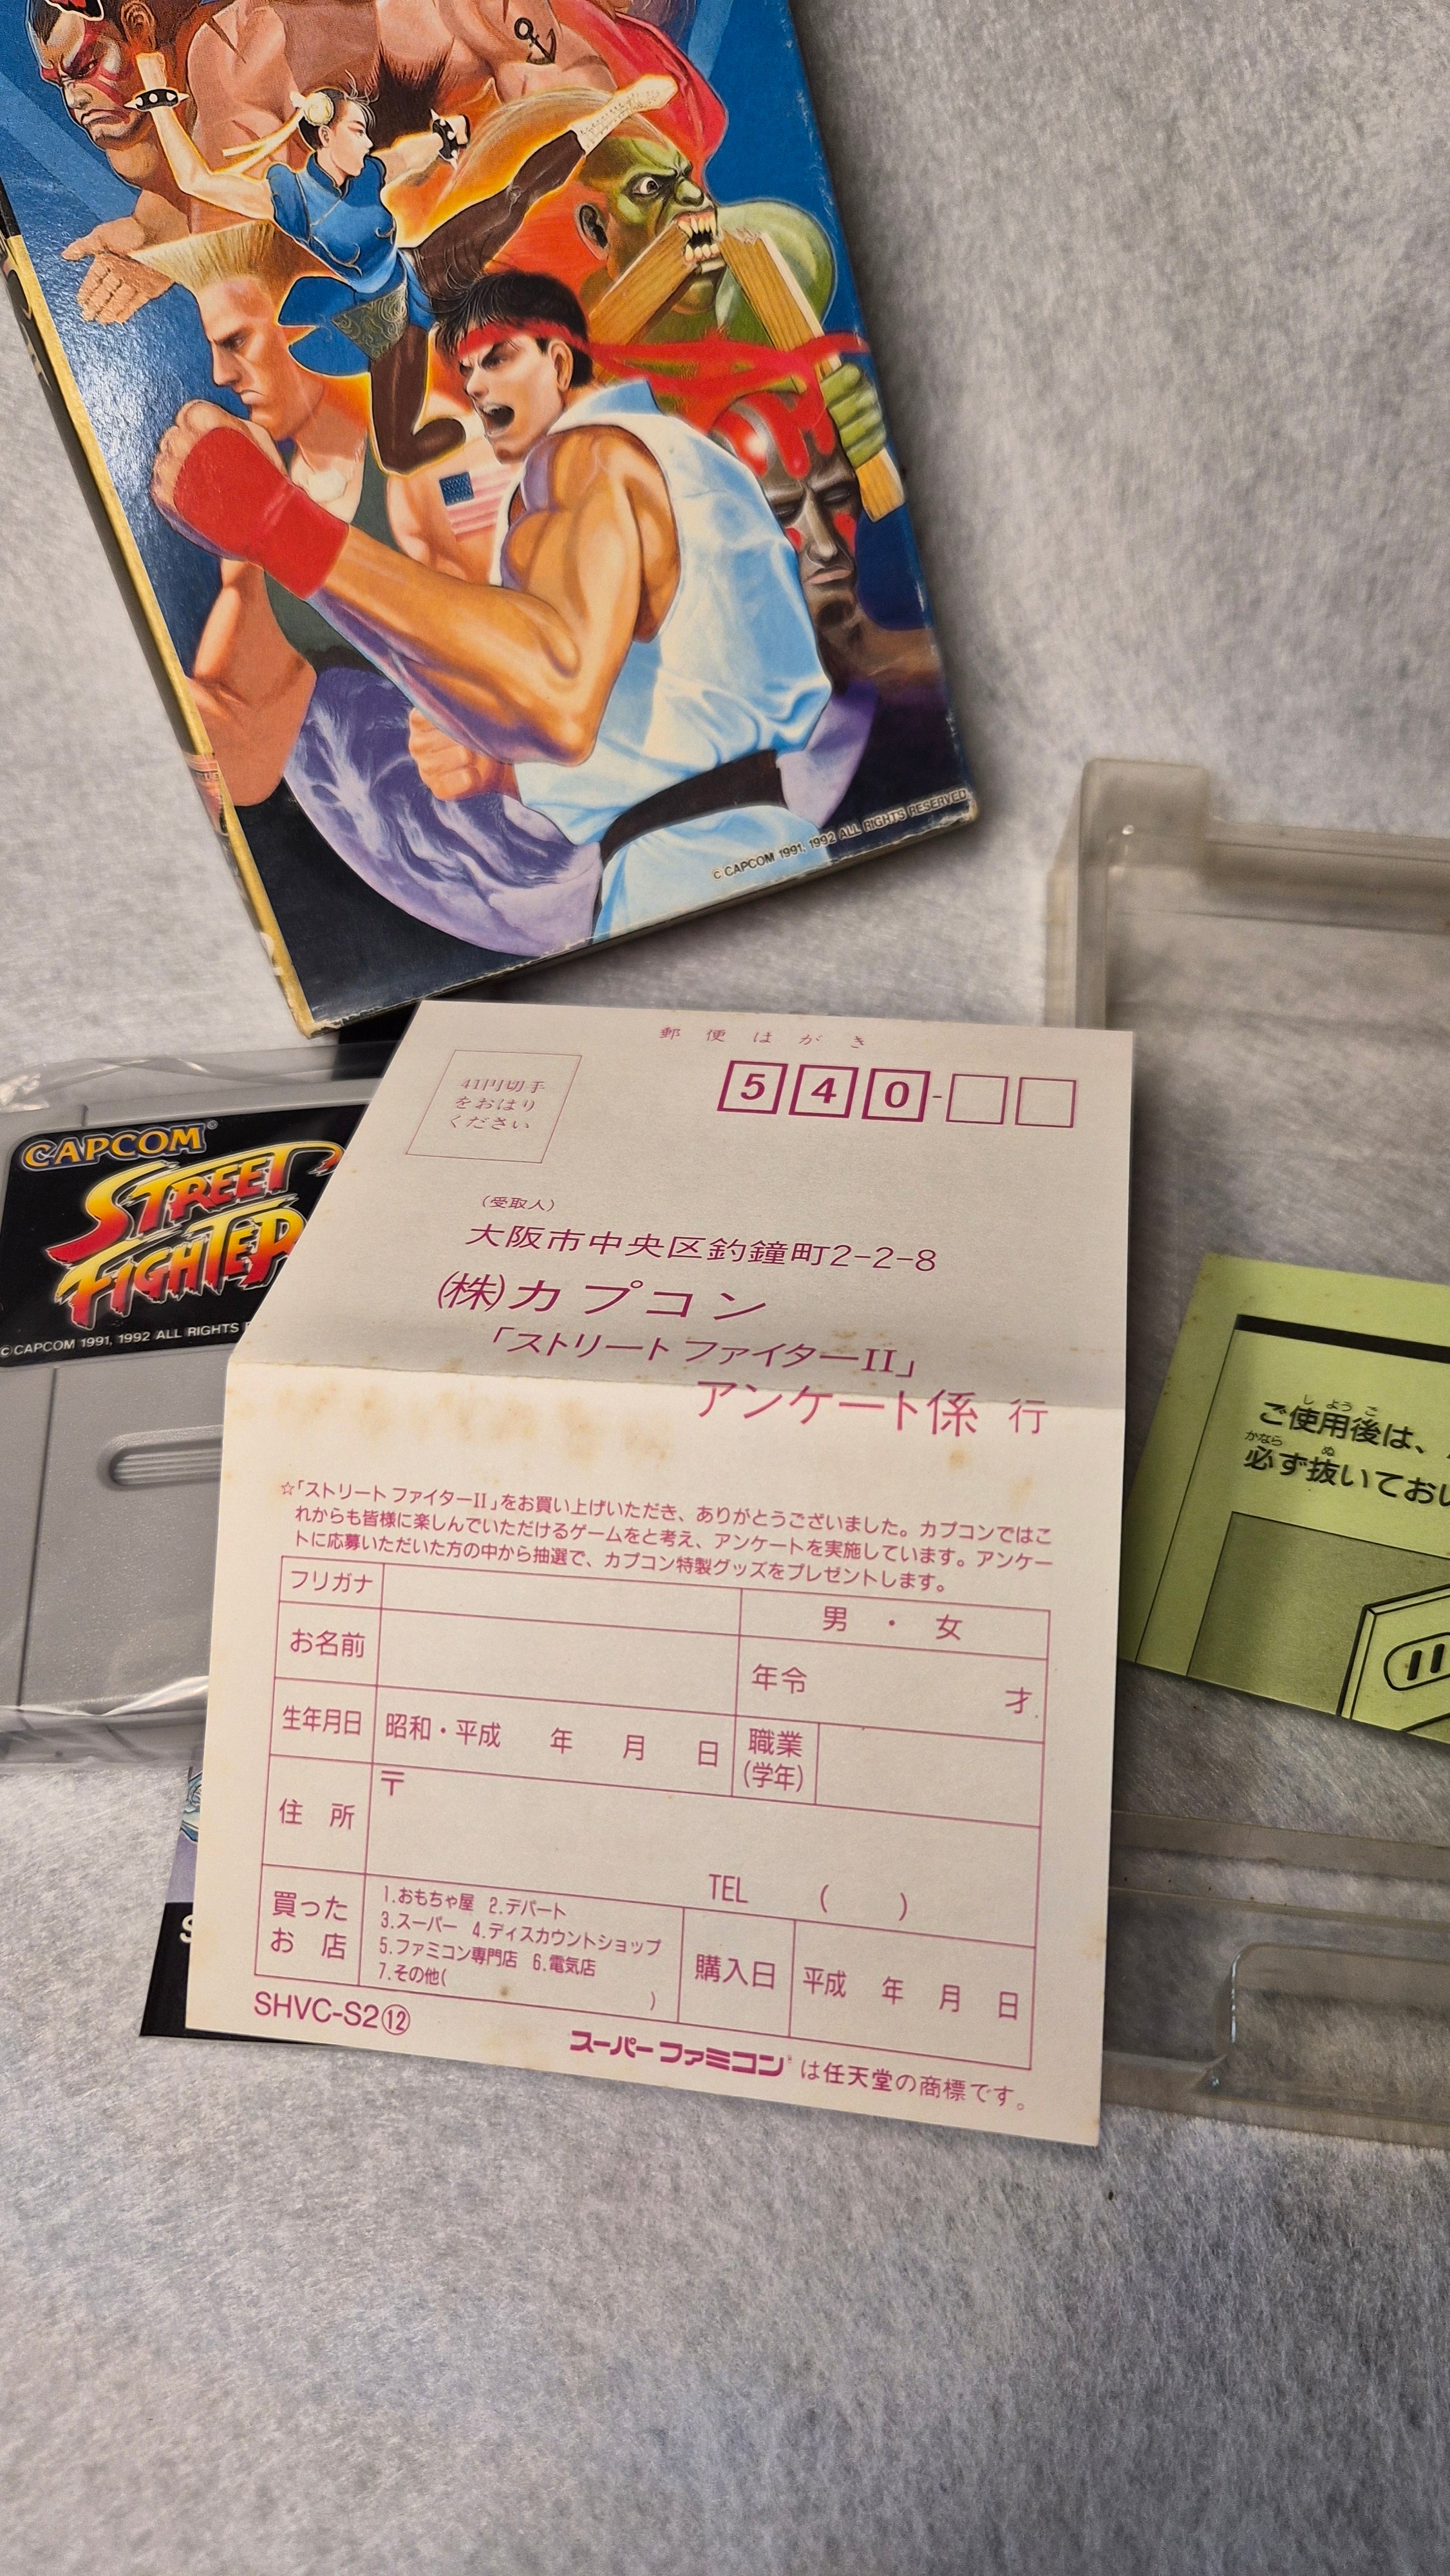 © CAPCOM 1991, 1992 ALL RIGHTS RESERVED
郵便はがき
41円切手
をおはり
ください
540-
(受取人)
大阪市中央区釣鐘町2-2-8
(株)カプコン
「ストリートファイターII」
アンケート係 行
☆「ストリートファイターII」をお買い上げいただき、ありがとうございました。カプコンではこ
れからも皆様に楽しんでいただけるゲームをと考え、アンケートを実施しています。アンケー
トに応募いただいた方の中から抽選で、カプコン特製グッズをプレゼントします。
フリガナ
男・女
お名前
年令 才
生年月日
昭和・平成 年 月 日
職業
(学年)
住所
〒
TEL ( )
買った
お店
1.おもちゃ屋 2.デパート
3.スーパー 4.ディスカウントショップ
5.ファミコン専門店 6.電気店
7.その他( )
購入日
平成 年 月 日
SHVC-S2⑫
スーパーファミコン®は任天堂の商標です。
CAPCOM®
STREET
FIGHTER
©CAPCOM 1991, 1992 ALL RIGHTS
S
しようご
ご使用後は、
かなら ぬ
必ず抜いておい